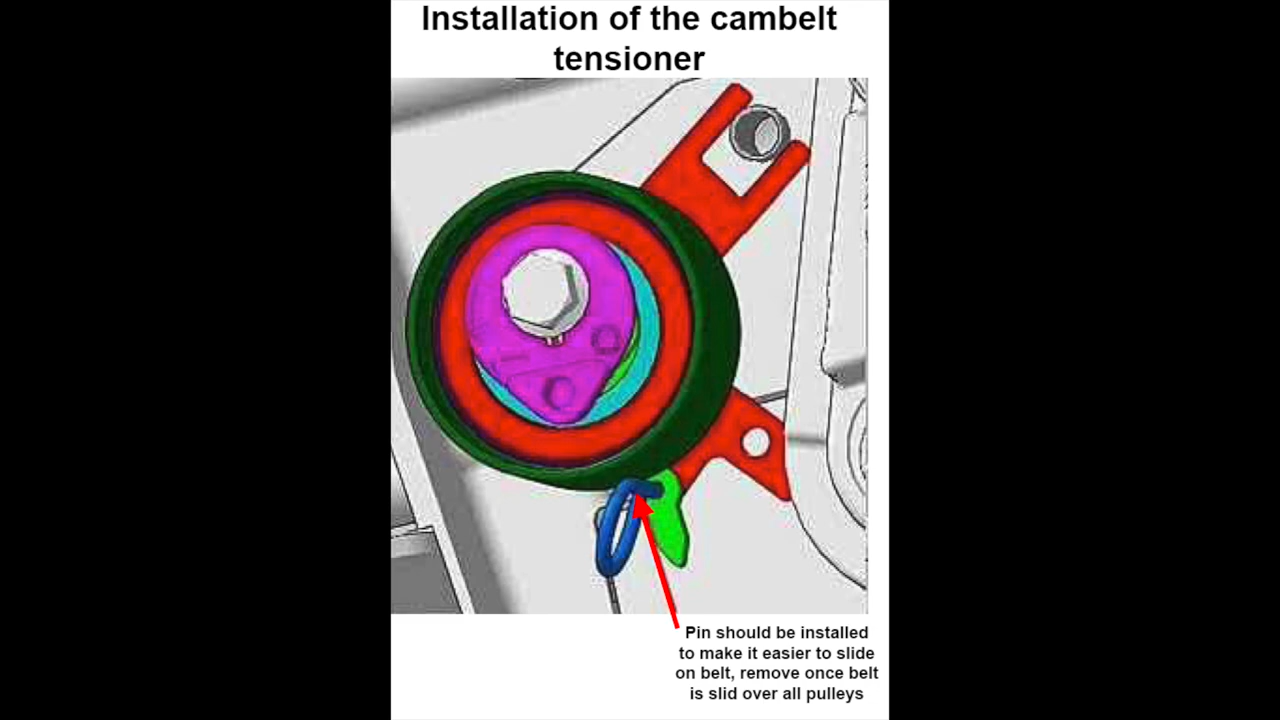 Installation of the cambelt
tensioner
Pin should be installed
to make it easier to slide
on belt, remove once belt
is slid over all pulleys